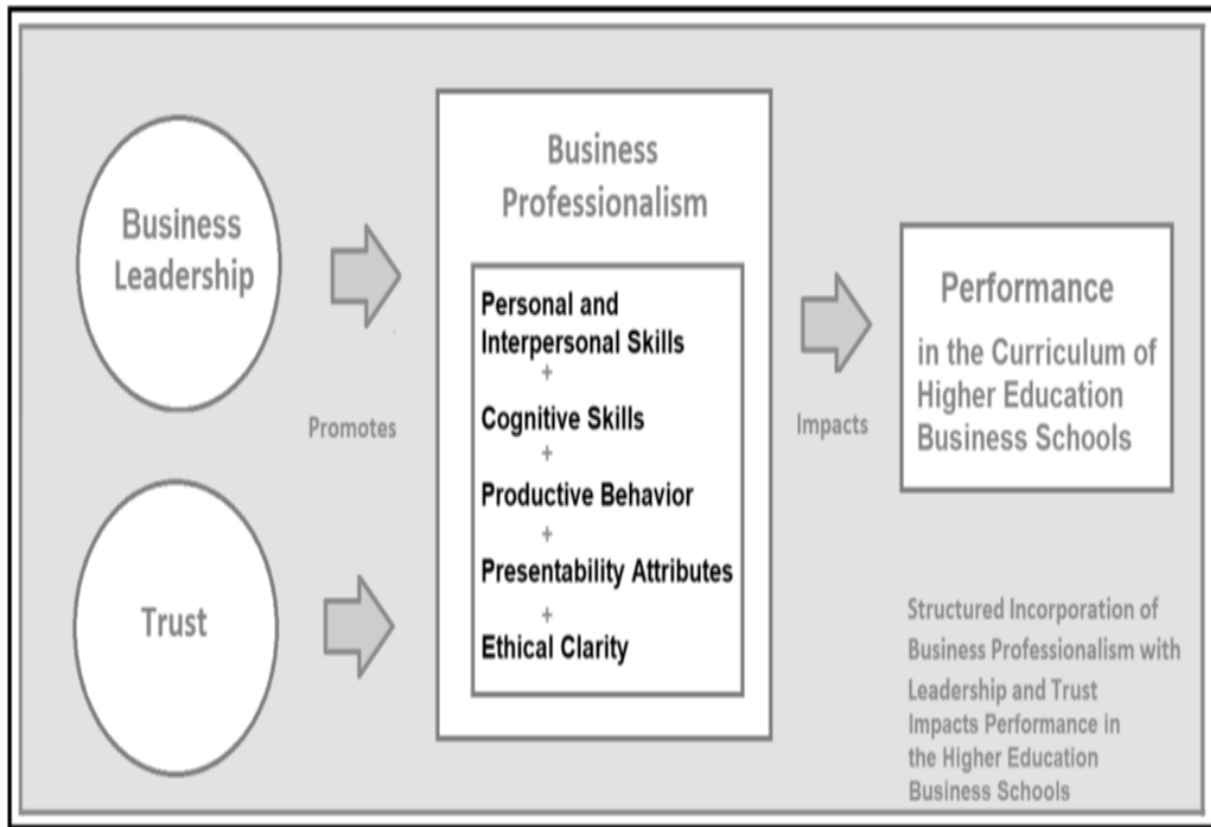 Business
Leadership
Promotes
Trust
Business
Professionalism
Personal and
Interpersonal Skills
+
Cognitive Skills
+
Productive Behavior
+
Presentability Attributes
+
Ethical Clarity
Impacts
Performance
in the Curriculum of
Higher Education
Business Schools
Structured Incorporation of
Business Professionalism with
Leadership and Trust
Impacts Performance in
the Higher Education
Business Schools